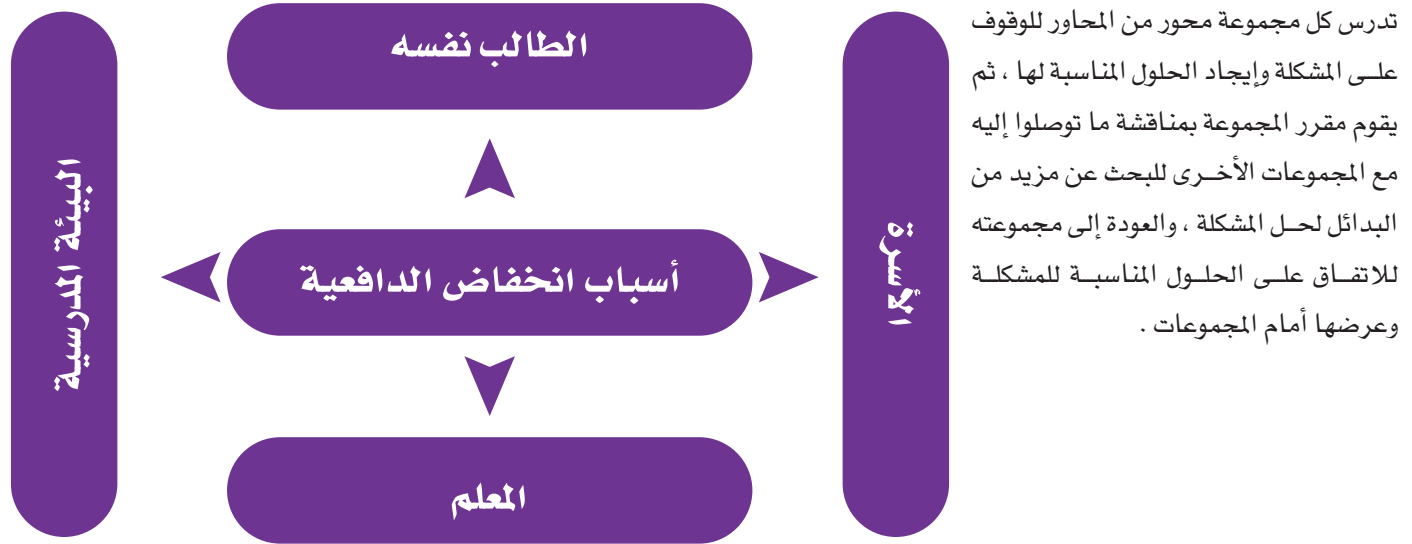 تدرس كل مجموعة محور من المحاور للوقوف
علـى المشكلة وإيجاد الحلول المناسبة لها ، ثم
يقوم مقرر المجموعة بمناقشة ما توصلوا إليه
مع المجموعات الأخـرى للبحث عن مزيد من
البدائل لحـل المشكلة ، والعودة إلى مجموعته
للاتفـاق علـى الحلـول المناسبـة للمشكلـة
وعرضها أمام المجموعات .
الطالب نفسه
الأسرة
أسباب انخفاض الدافعية
البيئة المدرسية
المعلم